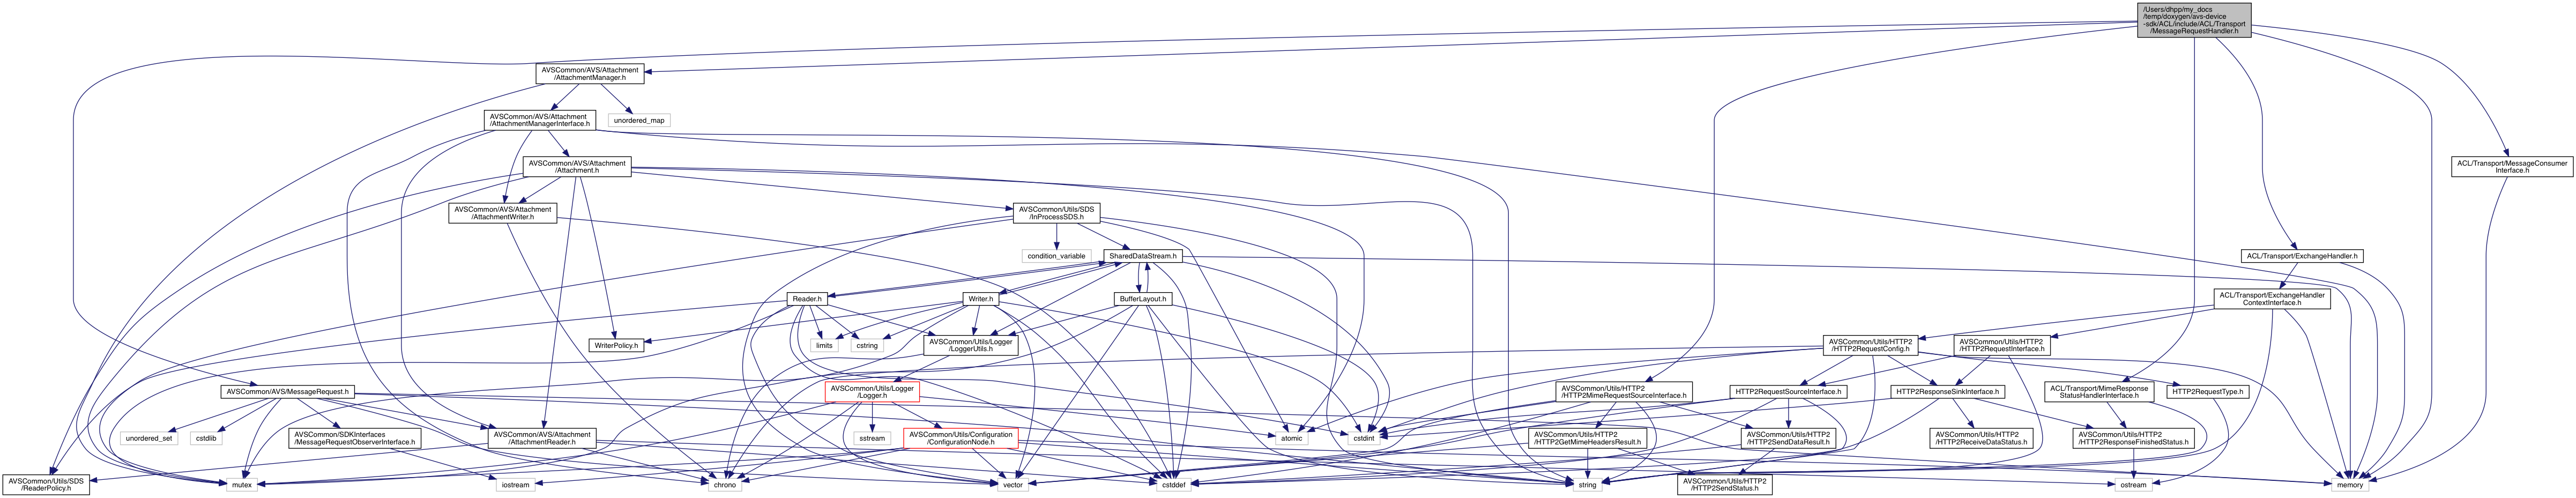 /Users/dhpp/my_docs
/temp/doxygen/avs-device
-sdk/ACL/include/ACL/Transport
/MessageRequestHandler.h
AVSCommon/AVS/Attachment
/AttachmentManager.h
AVSCommon/AVS/Attachment
/AttachmentManagerInterface.h
unordered_map
AVSCommon/AVS/Attachment
/Attachment.h
ACL/Transport/MessageConsumer
Interface.h
AVSCommon/AVS/Attachment
/AttachmentWriter.h
AVSCommon/Utils/SDS
/InProcessSDS.h
condition_variable
SharedDataStream.h
ACL/Transport/ExchangeHandler.h
Reader.h
Writer.h
BufferLayout.h
ACL/Transport/ExchangeHandler
ContextInterface.h
WriterPolicy.h
limits
cstring
AVSCommon/Utils/Logger
/LoggerUtils.h
AVSCommon/Utils/HTTP2
/HTTP2RequestConfig.h
AVSCommon/Utils/HTTP2
/HTTP2RequestInterface.h
AVSCommon/AVS/MessageRequest.h
AVSCommon/Utils/Logger
/Logger.h
AVSCommon/Utils/HTTP2
/HTTP2MimeRequestSourceInterface.h
HTTP2RequestSourceInterface.h
HTTP2ResponseSinkInterface.h
ACL/Transport/MimeResponse
StatusHandlerInterface.h
HTTP2RequestType.h
unordered_set
cstdlib
AVSCommon/SDKInterfaces
/MessageRequestObserverInterface.h
AVSCommon/AVS/Attachment
/AttachmentReader.h
sstream
AVSCommon/Utils/Configuration
/ConfigurationNode.h
atomic
cstdint
AVSCommon/Utils/HTTP2
/HTTP2GetMimeHeadersResult.h
AVSCommon/Utils/HTTP2
/HTTP2SendDataResult.h
AVSCommon/Utils/HTTP2
/HTTP2ReceiveDataStatus.h
AVSCommon/Utils/HTTP2
/HTTP2ResponseFinishedStatus.h
AVSCommon/Utils/SDS
/ReaderPolicy.h
mutex
iostream
chrono
vector
cstddef
string
AVSCommon/Utils/HTTP2
/HTTP2SendStatus.h
ostream
memory